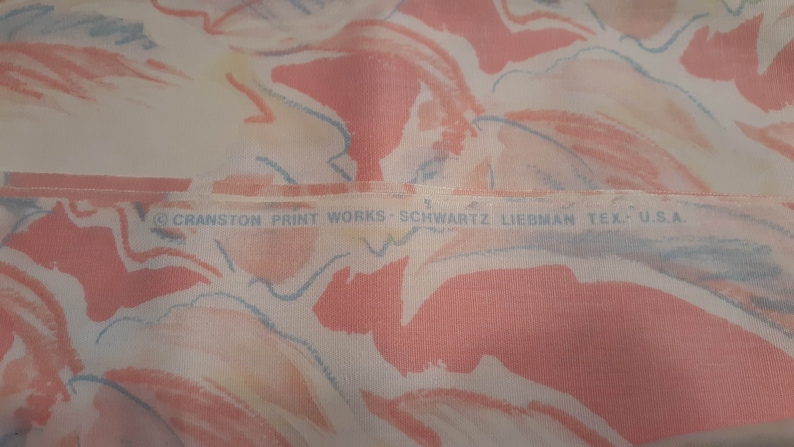 © CRANSTON PRINT WORKS - SCHWARTZ LIEBMAN TEX. - U.S.A.